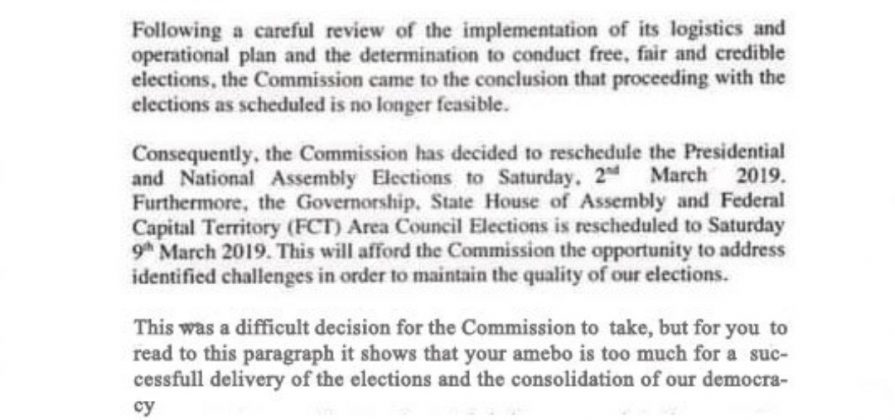 Following a careful review of the implementation of its logistics and
operational plan and the determination to conduct free, fair and credible
elections, the Commission came to the conclusion that proceeding with the
elections as scheduled is no longer feasible.
Consequently, the Commission has decided to reschedule the Presidential
and National Assembly Elections to Saturday, 2nd March 2019.
Furthermore, the Governorship, State House of Assembly and Federal
Capital Territory (FCT) Area Council Elections is rescheduled to Saturday
9th March 2019. This will afford the Commission the opportunity to address
identified challenges in order to maintain the quality of our elections.
This was a difficult decision for the Commission to take, but for you to
read to this paragraph it shows that your amebo is too much for a suc-
cessfull delivery of the elections and the consolidation of our democra-
cy